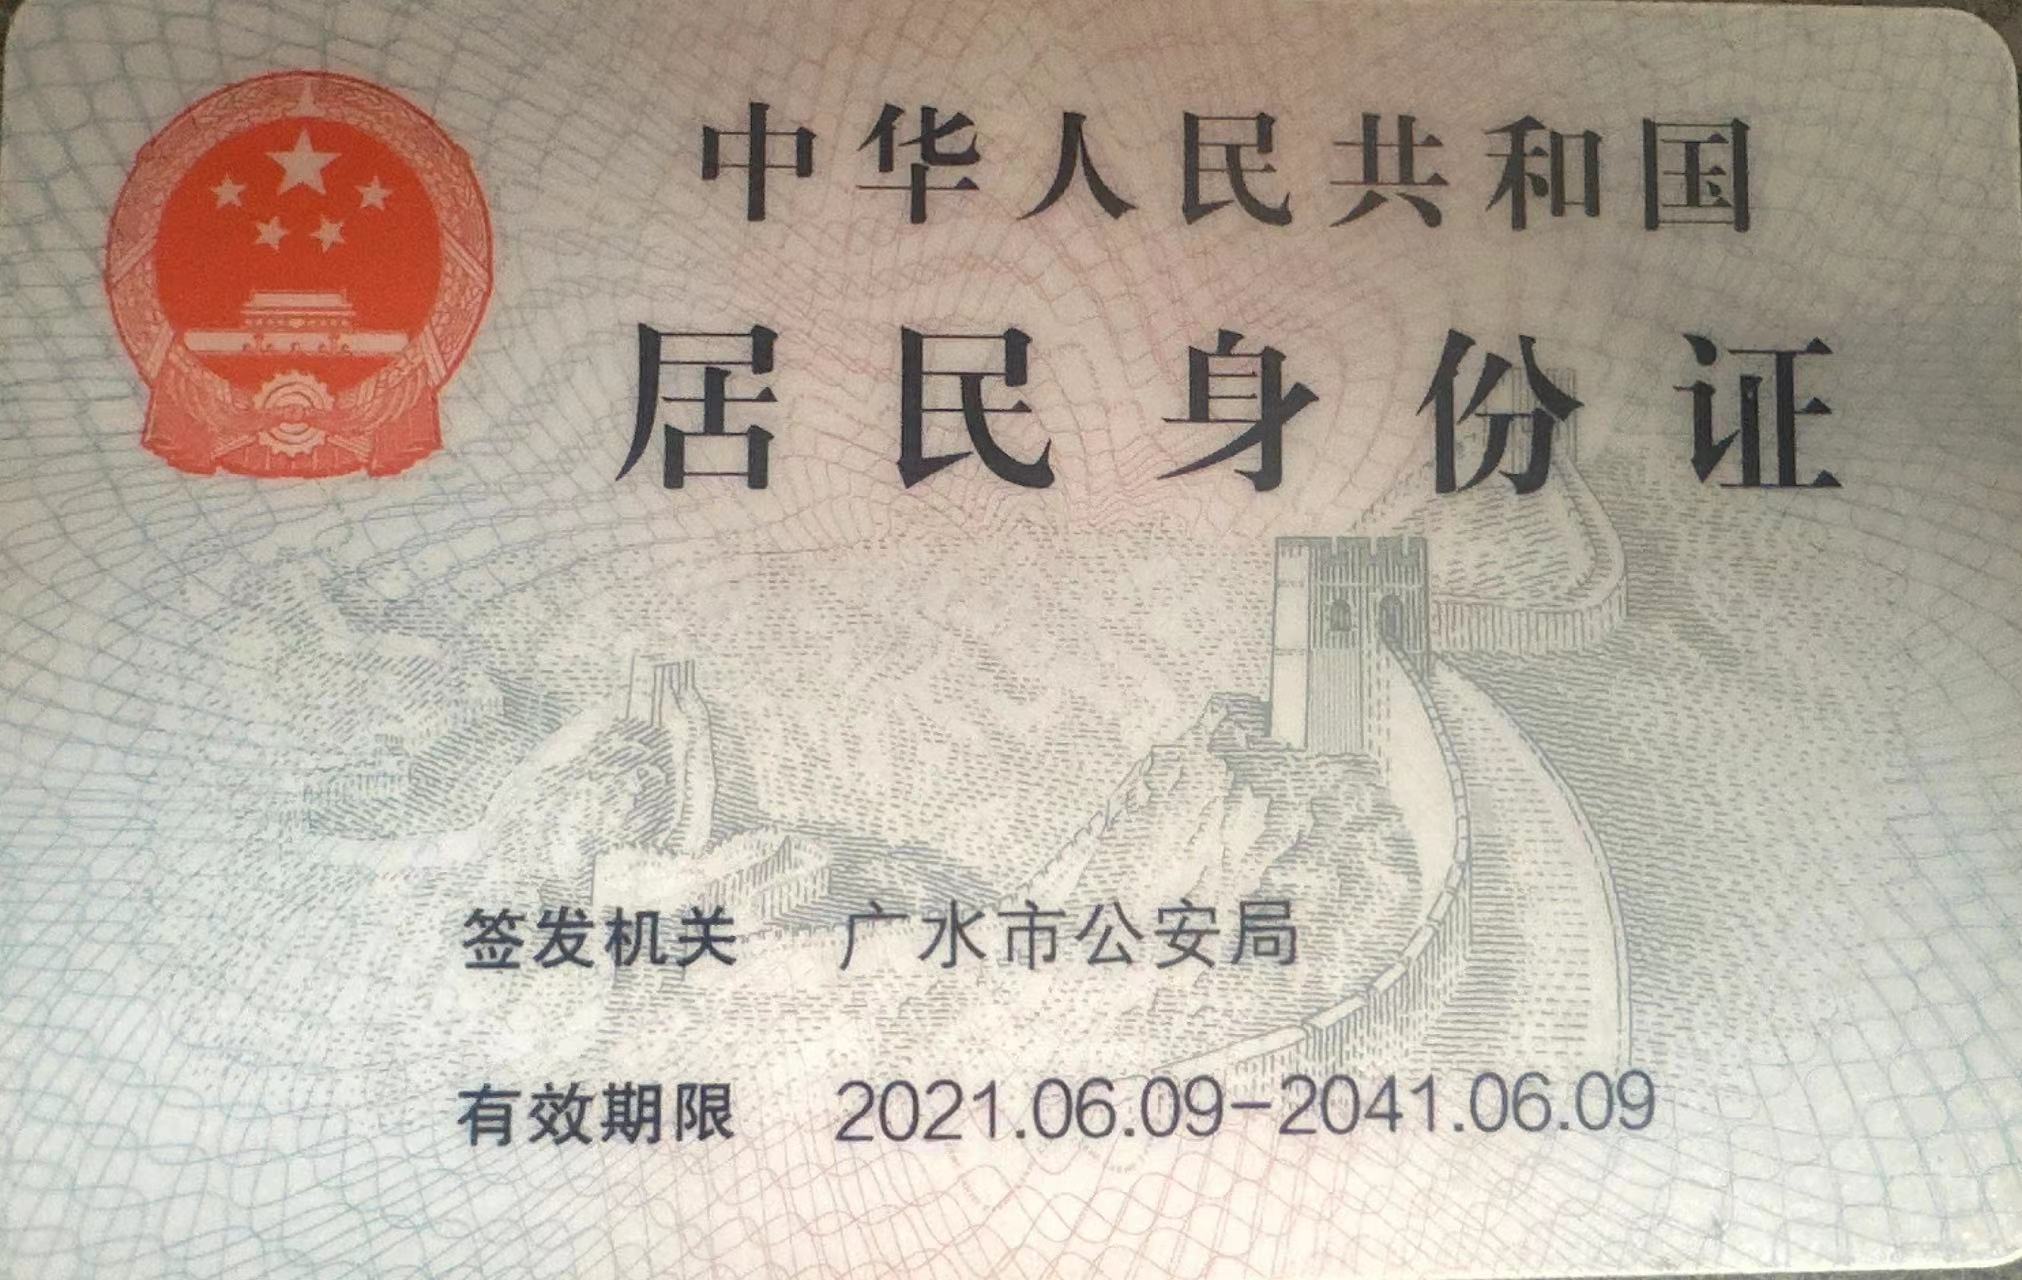 中华人民共和国
居民身份证
签发机关 广水市公安局
有效期限 2021.06.09-2041.06.09